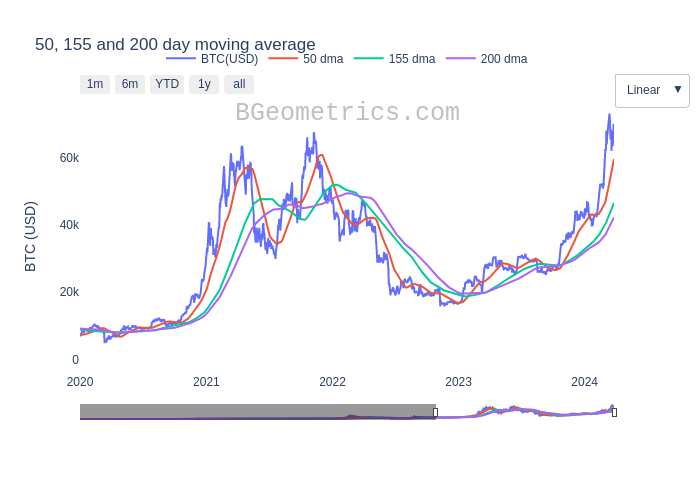 50, 155 and 200 day moving average
BTC(USD) 50 dma 155 dma 200 dma
1m 6m YTD 1y all
Linear ▼
BGeometrics.com
60k
40k
20k
0
BTC (USD)
2020 2021 2022 2023 2024